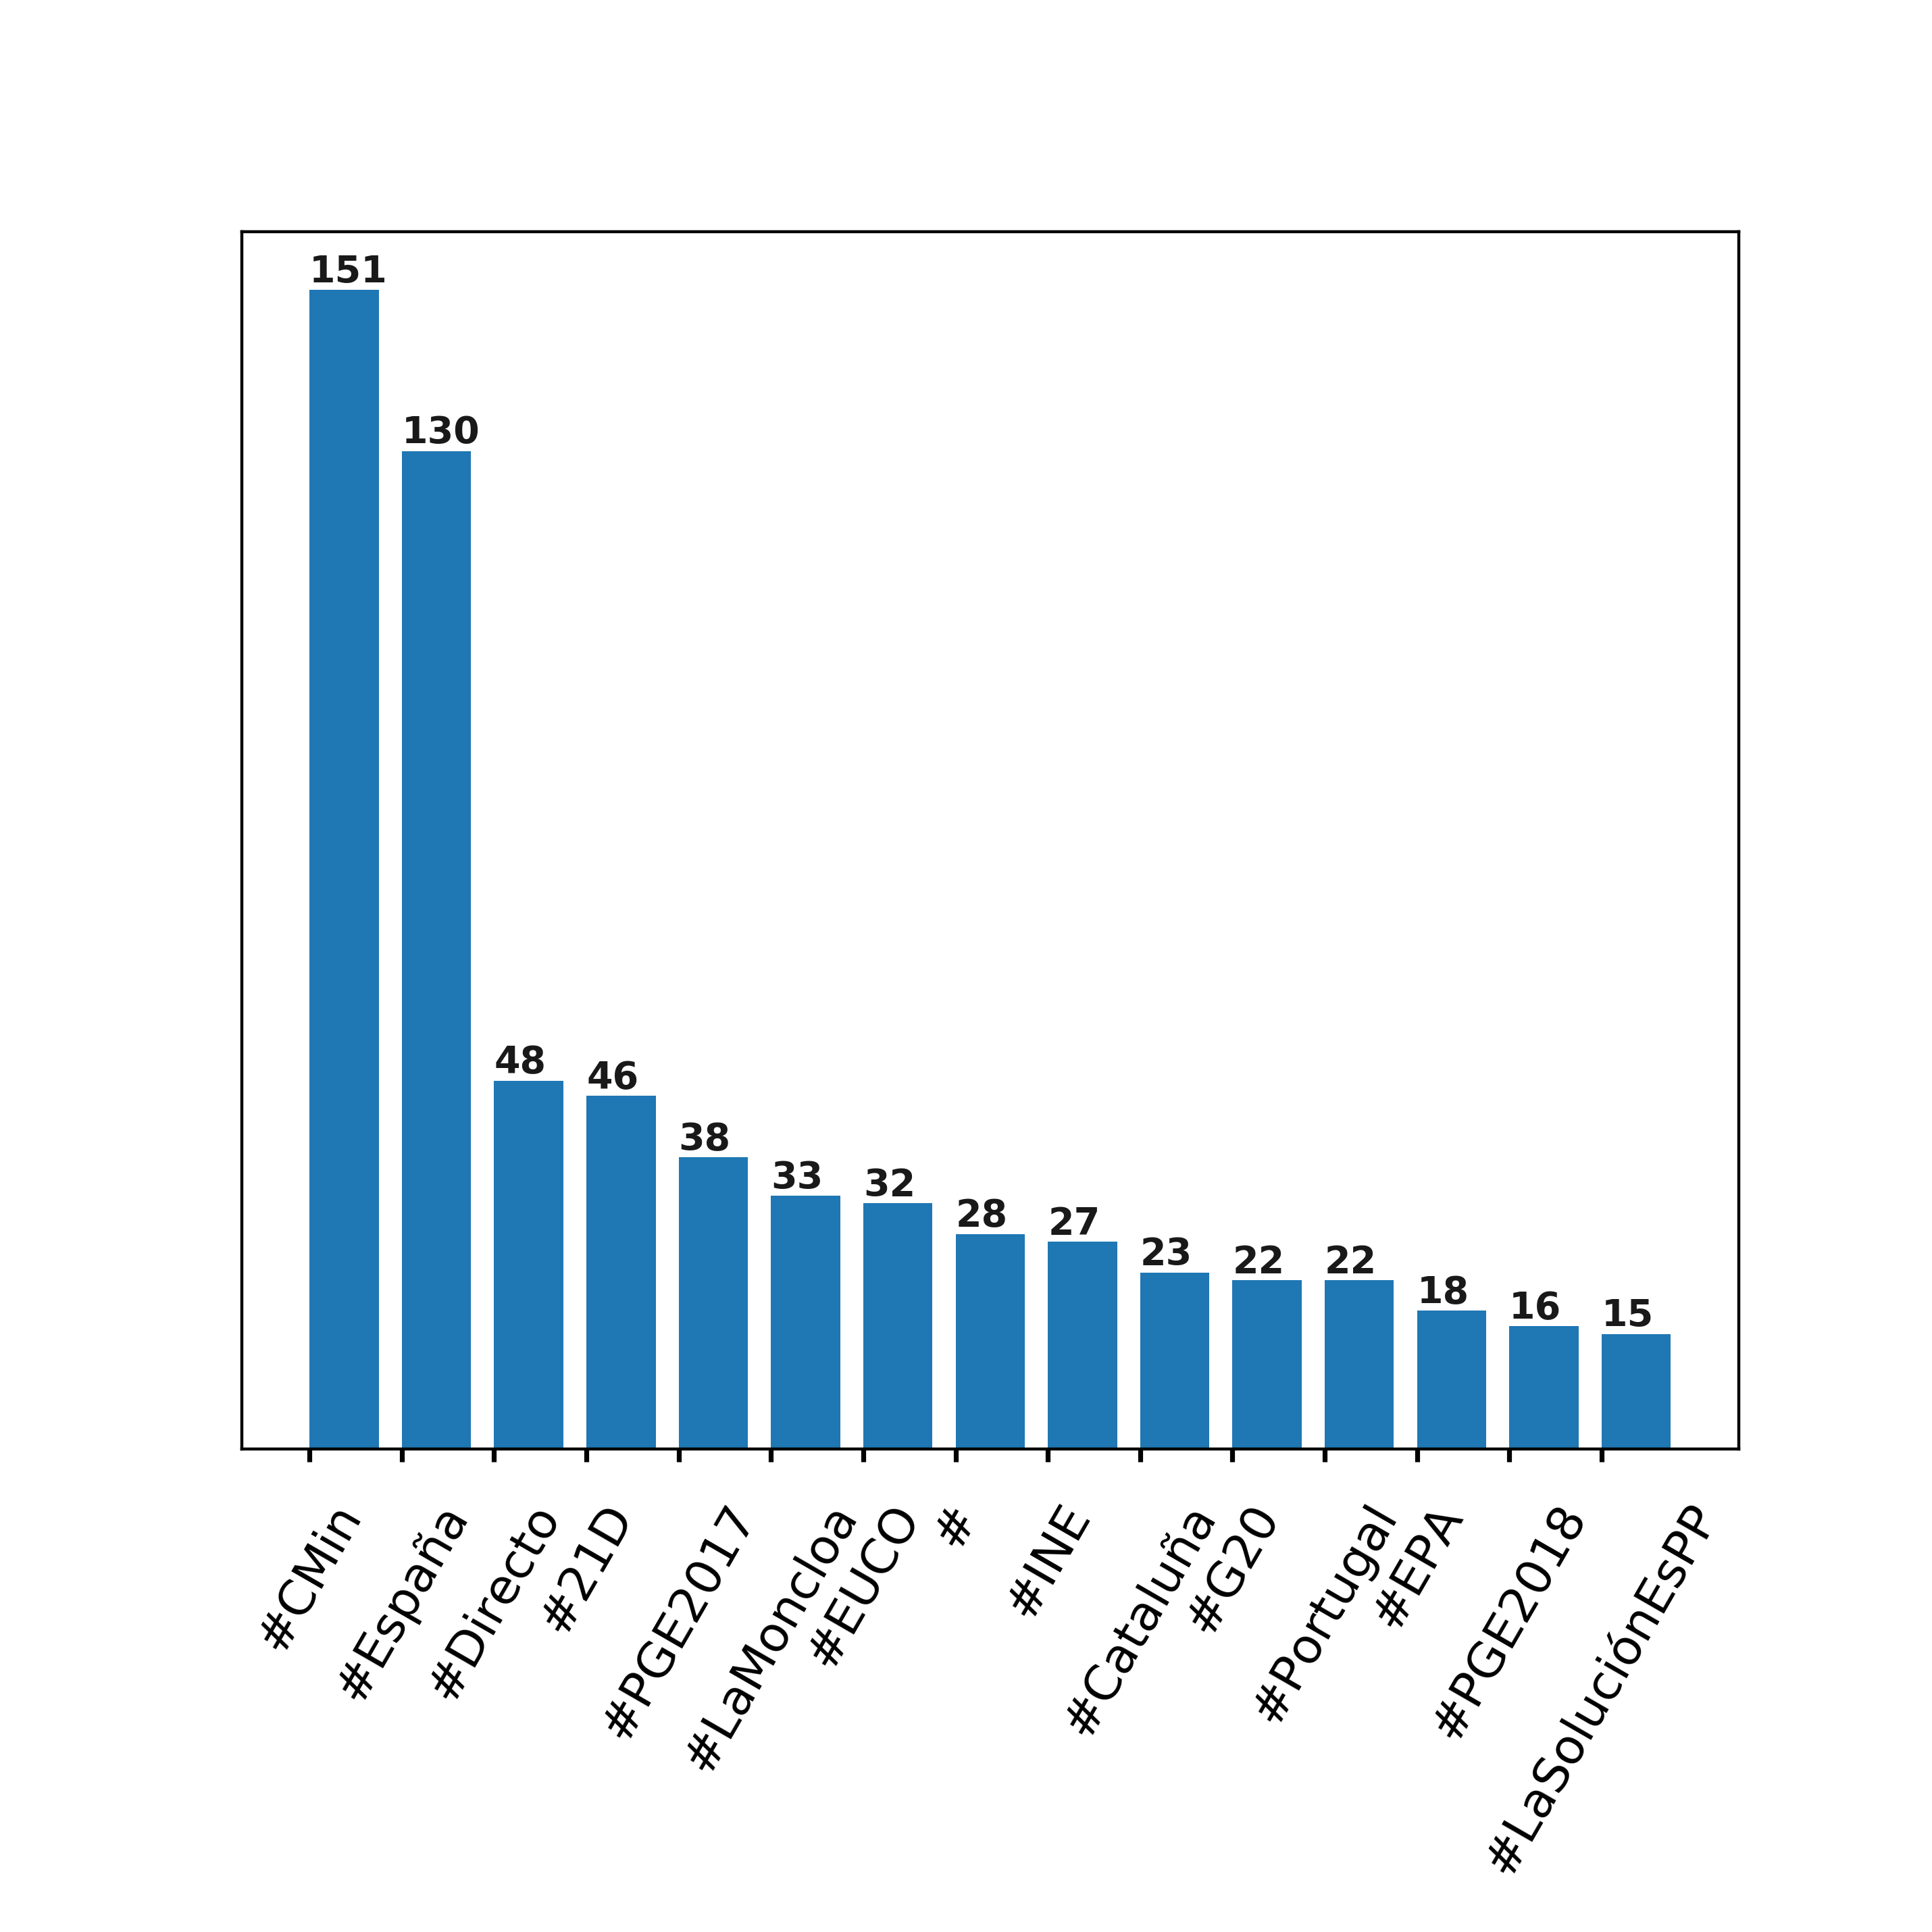 151
130
48
46
38
33
32
28
27
23
22
22
18
16
15
#CMin
#España
#Directo
#21D
#PGE2017
#LaMoncloa
#EUCO
#
#INE
#Cataluña
#G20
#Portugal
#EPA
#PGE2018
#LaSoluciónEsPP